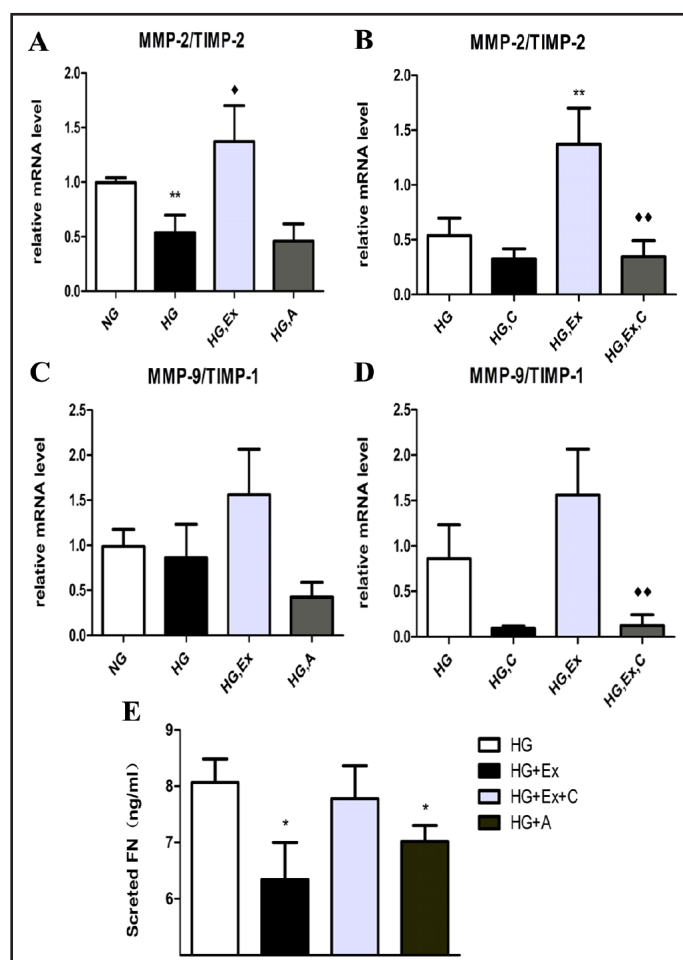 A
MMP-2/TIMP-2
relative mRNA level
2.0
1.5
1.0
0.5
0.0
**
♦
NG
HG
HG,Ex
HG,A
B
MMP-2/TIMP-2
relative mRNA level
2.0
1.5
1.0
0.5
0.0
**
♦♦
HG
HG,C
HG,Ex
HG,Ex,C
C
MMP-9/TIMP-1
relative mRNA level
2.5
2.0
1.5
1.0
0.5
0.0
NG
HG
HG,Ex
HG,A
D
MMP-9/TIMP-1
relative mRNA level
2.5
2.0
1.5
1.0
0.5
0.0
♦♦
HG
HG,C
HG,Ex
HG,Ex,C
E
Screted FN（ng/ml）
9
8
7
6
*
*
HG
HG+Ex
HG+Ex+C
HG+A